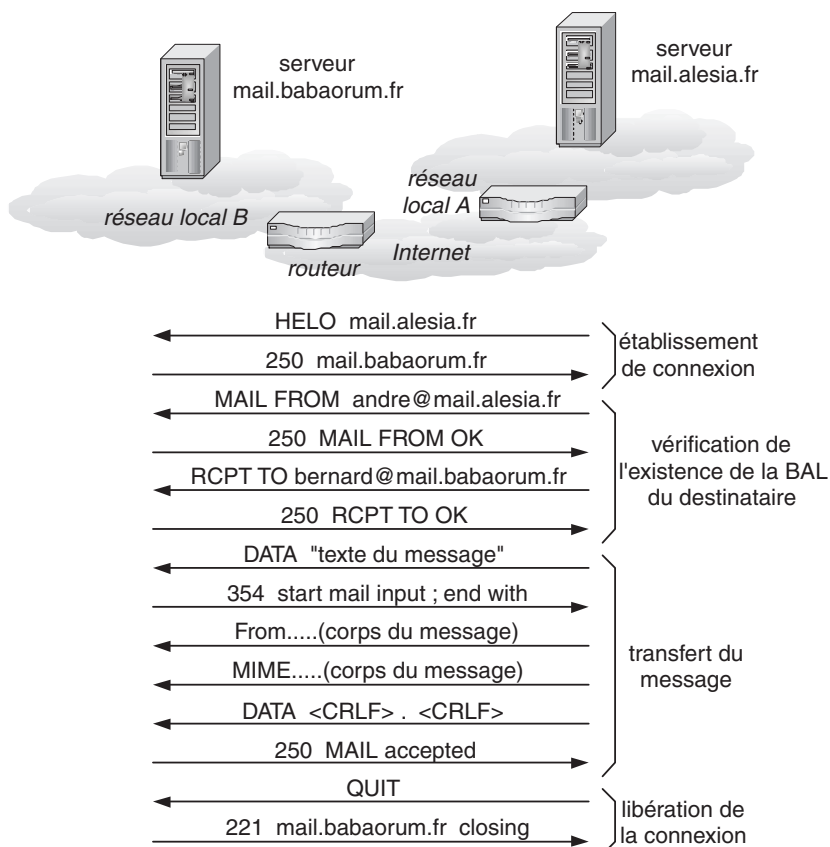 serveur
mail.babaorum.fr
serveur
mail.alesia.fr
réseau local B
réseau
local A
routeur
Internet
HELO mail.alesia.fr
250 mail.babaorum.fr
établissement
de connexion
MAIL FROM andre@mail.alesia.fr
250 MAIL FROM OK
RCPT TO bernard@mail.babaorum.fr
250 RCPT TO OK
vérification de
l'existence de la BAL
du destinataire
DATA "texte du message"
354 start mail input ; end with
From.....(corps du message)
MIME.....(corps du message)
DATA <CRLF> . <CRLF>
250 MAIL accepted
transfert du
message
QUIT
221 mail.babaorum.fr closing
libération de
la connexion